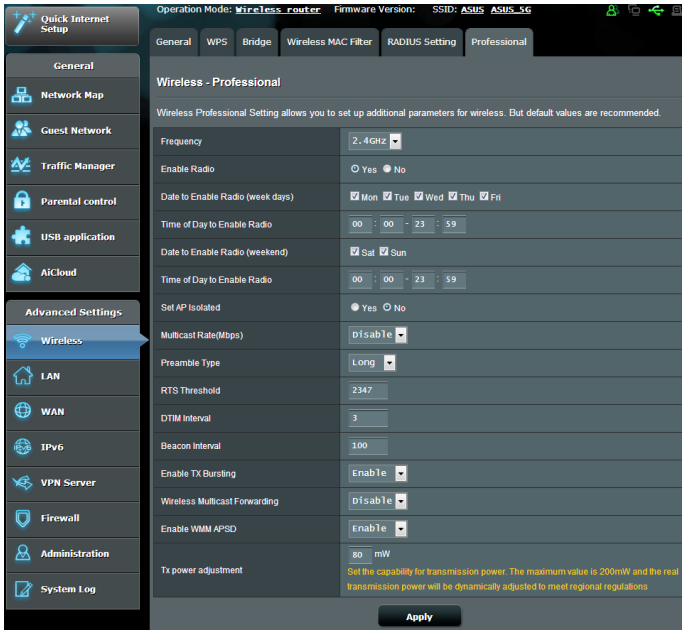 Quick Internet
Setup
Operation Mode: Wireless router Firmware Version: SSID: ASUS ASUS_5G
General WPS Bridge Wireless MAC Filter RADIUS Setting Professional
General
Network Map
Guest Network
Traffic Manager
Parental control
USB application
AiCloud
Advanced Settings
Wireless
LAN
WAN
IPv6
VPN Server
Firewall
Administration
System Log
Wireless - Professional
Wireless Professional Setting allows you to set up additional parameters for wireless. But default values are recommended.
Frequency 2.4GHz
Enable Radio Yes No
Date to Enable Radio (week days) Mon Tue Wed Thu Fri
Time of Day to Enable Radio 00 : 00 - 23 : 59
Date to Enable Radio (weekend) Sat Sun
Time of Day to Enable Radio 00 : 00 - 23 : 59
Set AP Isolated Yes No
Multicast Rate(Mbps) Disable
Preamble Type Long
RTS Threshold 2347
DTIM Interval 3
Beacon Interval 100
Enable TX Bursting Enable
Wireless Multicast Forwarding Disable
Enable WMM APSD Enable
Tx power adjustment 80 mW
Set the capability for transmission power. The maximum value is 200mW and the real
transmission power will be dynamically adjusted to meet regional regulations
Apply